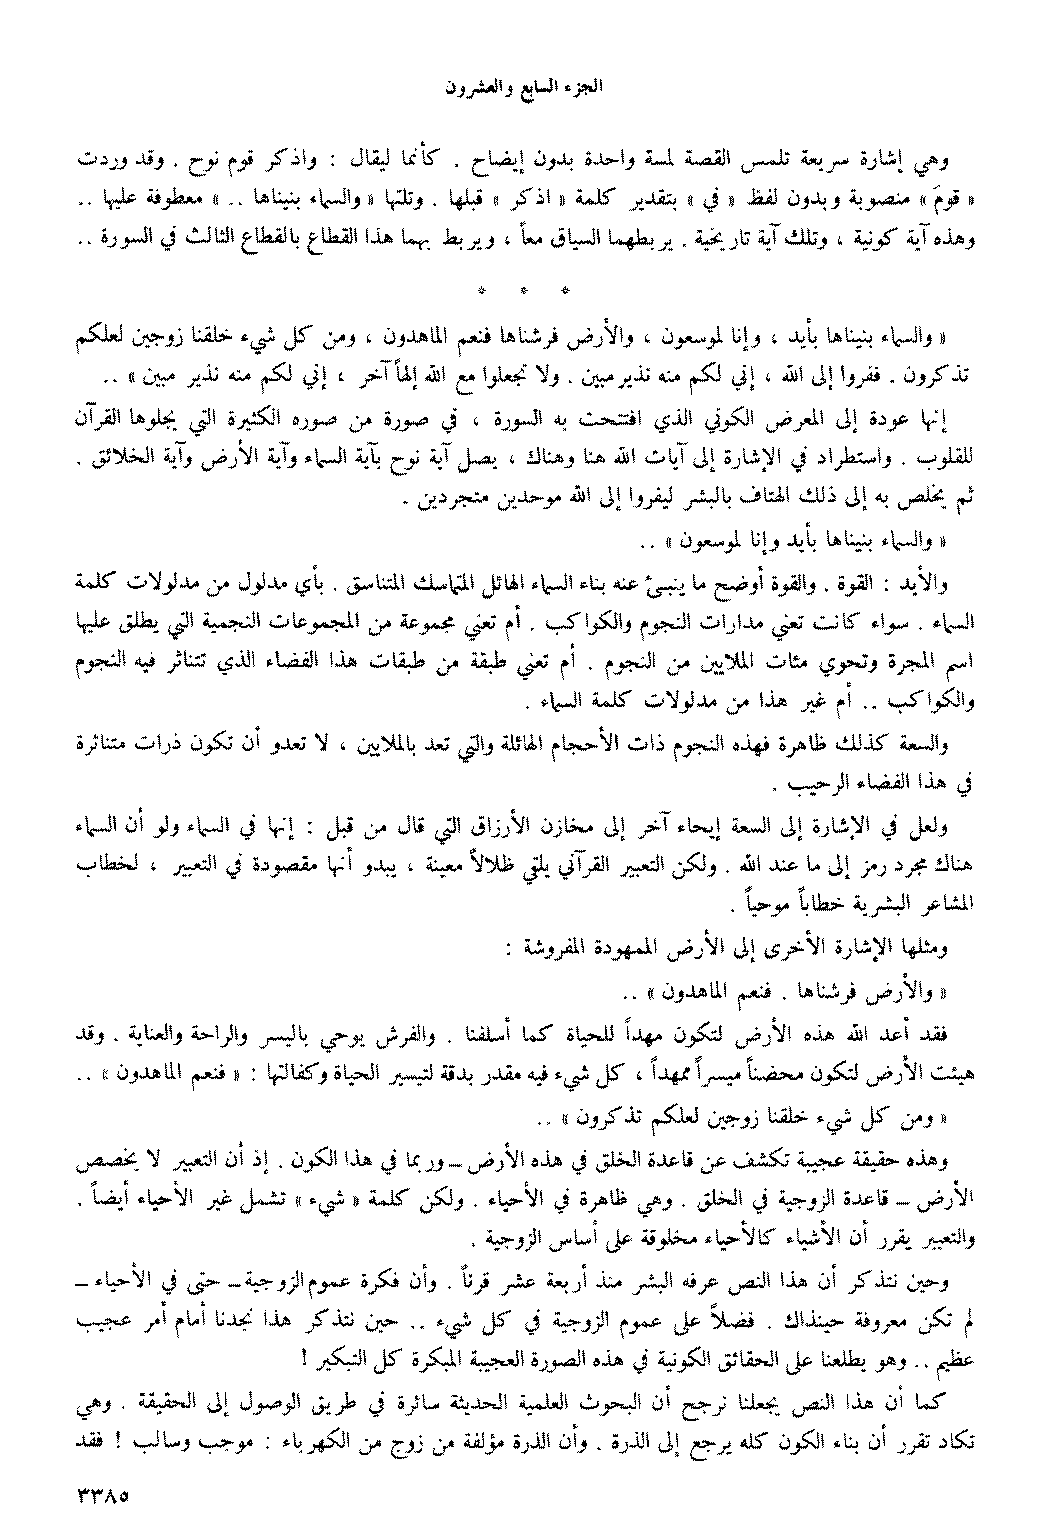 الجزء السابع والعشرون
وهي إشارة سريعة تلمس القصة لمسة واحدة بدون إيضاح . كأنما ليقال : واذكر قوم نوح . وقد وردت
« قومَ » منصوبة وبدون لفظ « في » بتقدير كلمة « اذكر » قبلها . وتلتها « والسماء بنيناها .. » معطوفة عليها ..
وهذه آية كونية ، وتلك آية تاريخية . يربطهما السياق معاً ، ويربط بهما هذا القطاع بالقطاع الثالث في السورة ..
* * *
« والسماء بنيناها بأيد ، وإنا لموسعون ، والأرض فرشناها فنعم الماهدون ، ومن كل شيء خلقنا زوجين لعلكم
تذكرون . ففروا إلى الله ، إني لكم منه نذير مبين . ولا تجعلوا مع الله إلهاً آخر ، إني لكم منه نذير مبين » ..
إنها عودة إلى المعرض الكوني الذي افتتحت به السورة ، في صورة من صوره الكثيرة التي يجلوها القرآن
للقلوب . واستطراد في الإشارة إلى آيات الله هنا وهناك ، يصل آية نوح بآية السماء وآية الأرض وآية الخلائق .
ثم يخلص به إلى ذلك الهتاف بالبشر ليفروا إلى الله موحدين متجردين .
« والسماء بنيناها بأيد وإنا لموسعون » ..
والأيد : القوة . والقوة أوضح ما ينبئ عنه بناء السماء الهائل المتماسك المتناسق . بأي مدلول من مدلولات كلمة
السماء . سواء كانت تعني مدارات النجوم والكواكب . أم تعني مجموعة من المجموعات النجمية التي يطلق عليها
اسم المجرة وتحوي مئات الملايين من النجوم . أم تعني طبقة من طبقات هذا الفضاء الذي تتناثر فيه النجوم
والكواكب .. أم غير هذا من مدلولات كلمة السماء .
والسعة كذلك ظاهرة فهذه النجوم ذات الأحجام الهائلة والتي تعد بالملايين ، لا تعدو أن تكون ذرات متناثرة
في هذا الفضاء الرحيب .
ولعل في الإشارة إلى السعة إيحاء آخر إلى مخازن الأرزاق التي قال من قبل : إنها في السماء ولو أن السماء
هناك مجرد رمز إلى ما عند الله . ولكن التعبير القرآني يلقي ظلالاً معينة ، يبدو أنها مقصودة في التعبير ، لخطاب
المشاعر البشرية خطاباً موحياً .
ومثلها الإشارة الأخرى إلى الأرض الممهودة المفروشة :
« والأرض فرشناها . فنعم الماهدون » ..
فقد أعد الله هذه الأرض لتكون مهداً للحياة كما أسلفنا . والفرش يوحي باليسر والراحة والعناية . وقد
هيئت الأرض لتكون محضناً ميسراً ممهداً ، كل شيء فيه مقدر بدقة لتيسير الحياة وكفالتها : « فنعم الماهدون » ..
« ومن كل شيء خلقنا زوجين لعلكم تذكرون » ..
وهذه حقيقة عجيبة تكشف عن قاعدة الخلق في هذه الأرض – وربما في هذا الكون . إذ أن التعبير لا يخصص
الأرض – قاعدة الزوجية في الخلق . وهي ظاهرة في الأحياء . ولكن كلمة « شيء » تشمل غير الأحياء أيضاً .
والتعبير يقرر أن الأشياء كالأحياء مخلوقة على أساس الزوجية .
وحين نتذكر أن هذا النص عرفه البشر منذ أربعة عشر قرناً . وأن فكرة عموم الزوجية – حتى في الأحياء –
لم تكن معروفة حينذاك . فضلاً على عموم الزوجية في كل شيء .. حين نتذكر هذا نجدنا أمام أمر عجيب
عظيم .. وهو يطلعنا على الحقائق الكونية في هذه الصورة العجيبة المبكرة كل التبكير !
كما أن هذا النص يجعلنا نرجح أن البحوث العلمية الحديثة سائرة في طريق الوصول إلى الحقيقة . وهي
تكاد تقرر أن بناء الكون كله يرجع إلى الذرة . وأن الذرة مؤلفة من زوج من الكهرباء : موجب وسالب ! فقد
٣٣٨٥